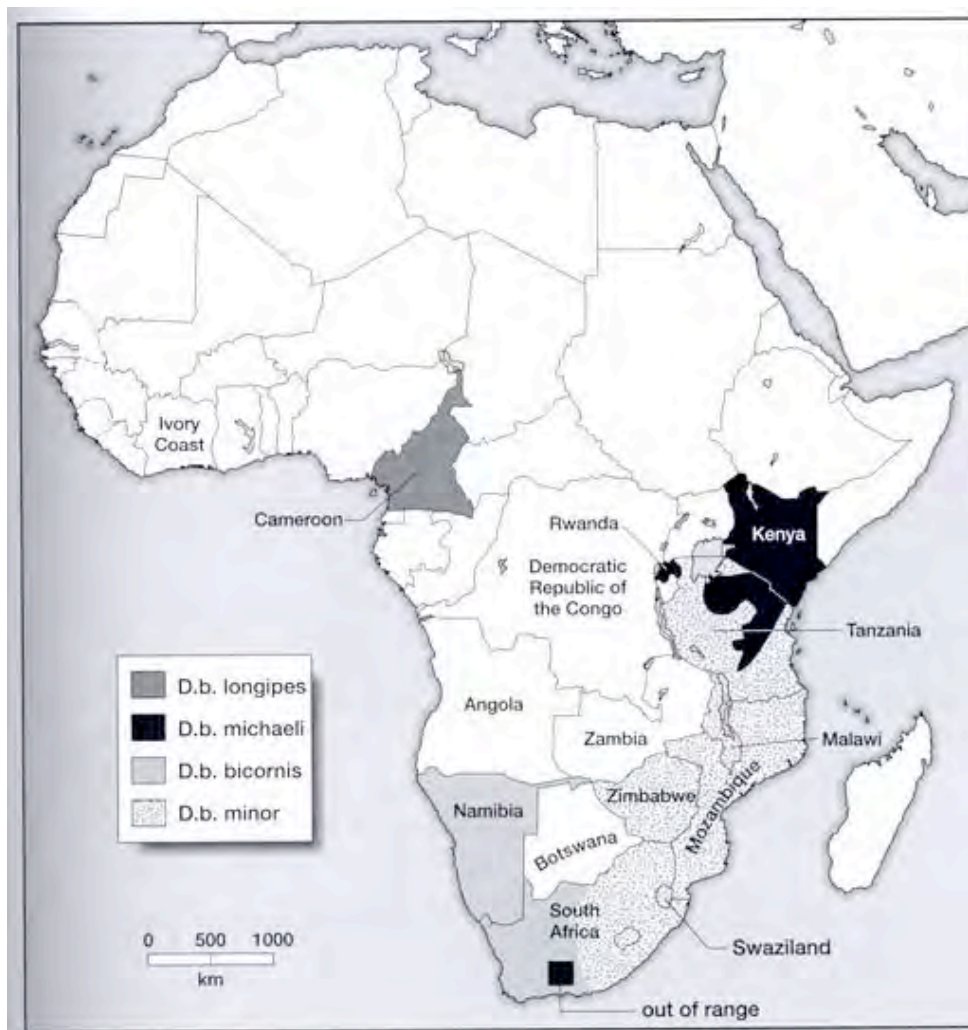 Ivory
Coast
Cameroon
Rwanda
Kenya
Democratic
Republic of
the Congo
Tanzania
D.b. longipes
D.b. michaeli
D.b. bicornis
D.b. minor
Angola
Zambia
Malawi
Namibia
Zimbabwe
Mozambique
Botswana
South
Africa
Swaziland
0 500 1000
km
out of range